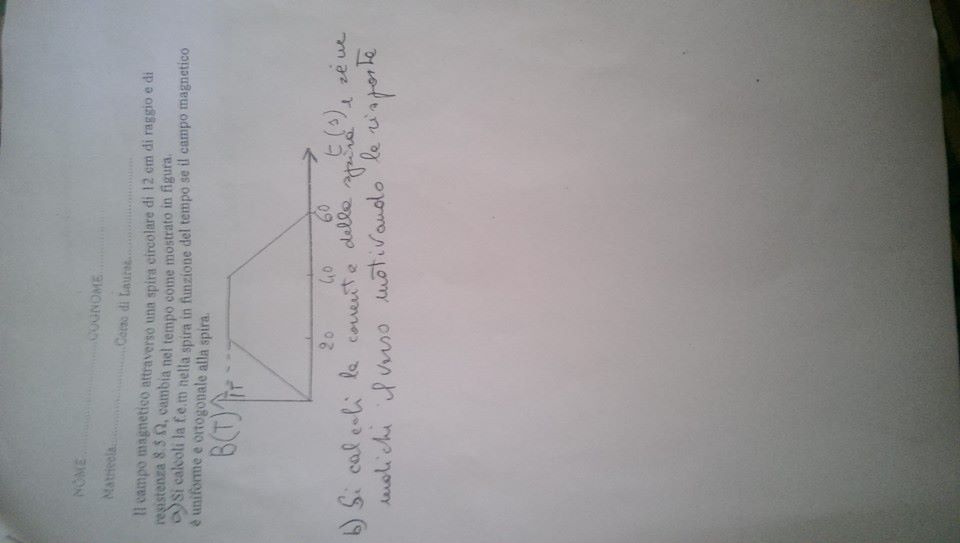 NOME..................COGNOME..................
Matricola..................Corso di Laurea..................
Il campo magnetico attraverso una spira circolare di 12 cm di raggio e di
resistenza 8.5 Ω, cambia nel tempo come mostrato in figura.
a) Si calcoli la f.e.m nella spira in funzione del tempo se il campo magnetico
è uniforme e ortogonale alla spira.
B(T)
1T
20 40 60 t(s)
b) Si calcoli la corrente della spira e se ne
indichi il verso motivando le risposte